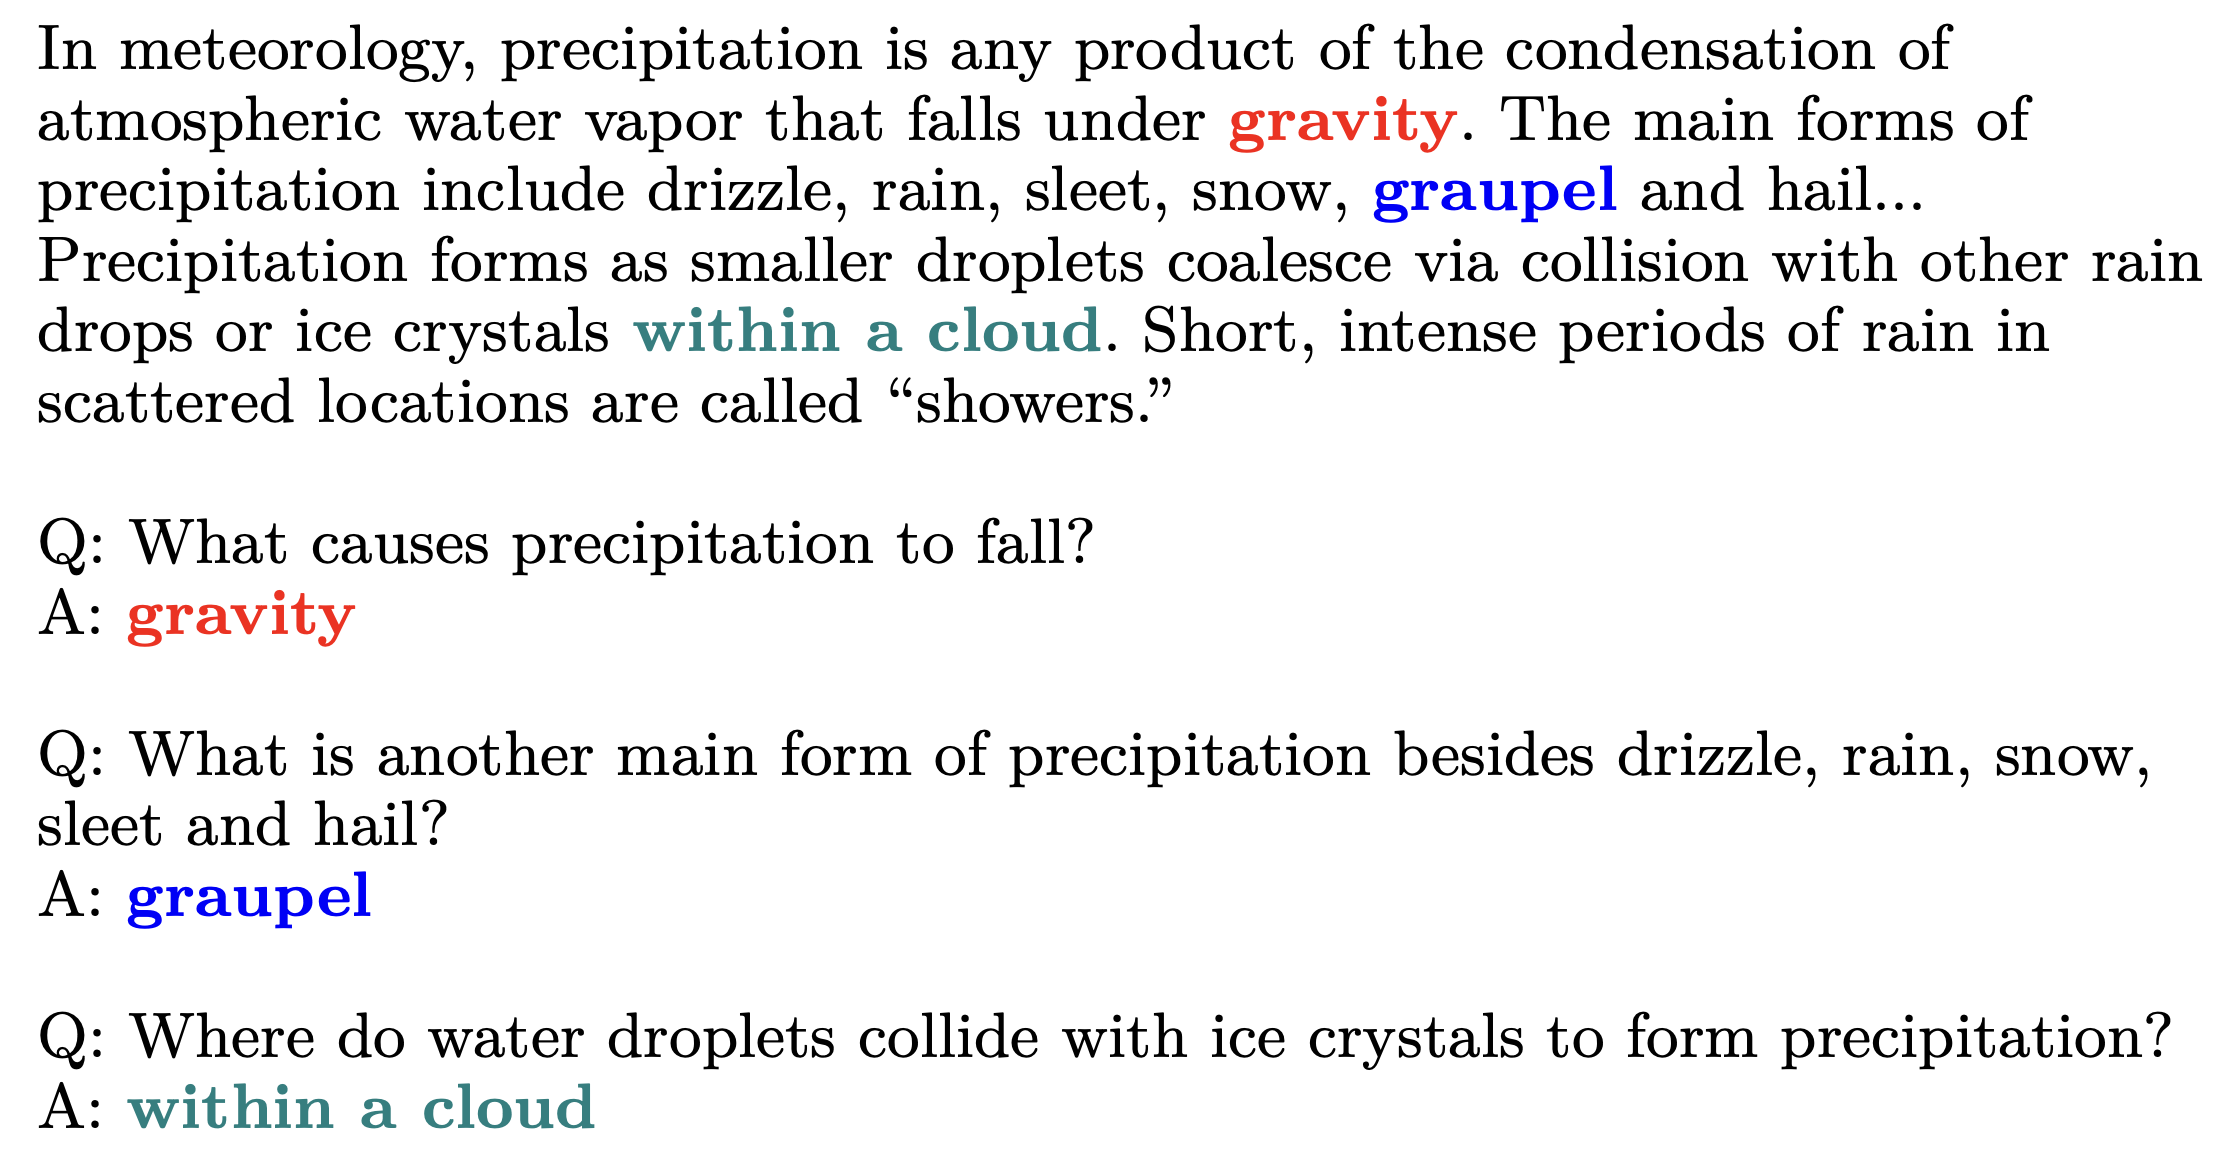 In meteorology, precipitation is any product of the condensation of
atmospheric water vapor that falls under gravity. The main forms of
precipitation include drizzle, rain, sleet, snow, graupel and hail...
Precipitation forms as smaller droplets coalesce via collision with other rain
drops or ice crystals within a cloud. Short, intense periods of rain in
scattered locations are called “showers.”
Q: What causes precipitation to fall?
A: gravity
Q: What is another main form of precipitation besides drizzle, rain, snow,
sleet and hail?
A: graupel
Q: Where do water droplets collide with ice crystals to form precipitation?
A: within a cloud